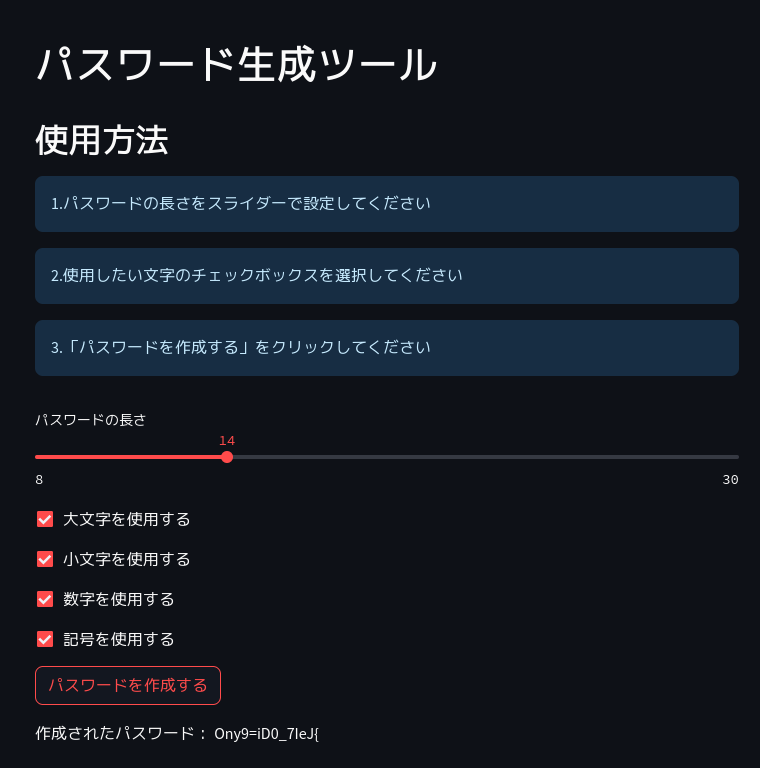 パスワード生成ツール
使用方法
1.パスワードの長さをスライダーで設定してください
2.使用したい文字のチェックボックスを選択してください
3.「パスワードを作成する」をクリックしてください
パスワードの長さ
14
8 30
大文字を使用する
小文字を使用する
数字を使用する
記号を使用する
パスワードを作成する
作成されたパスワード： Ony9=iD0_7IeJ{